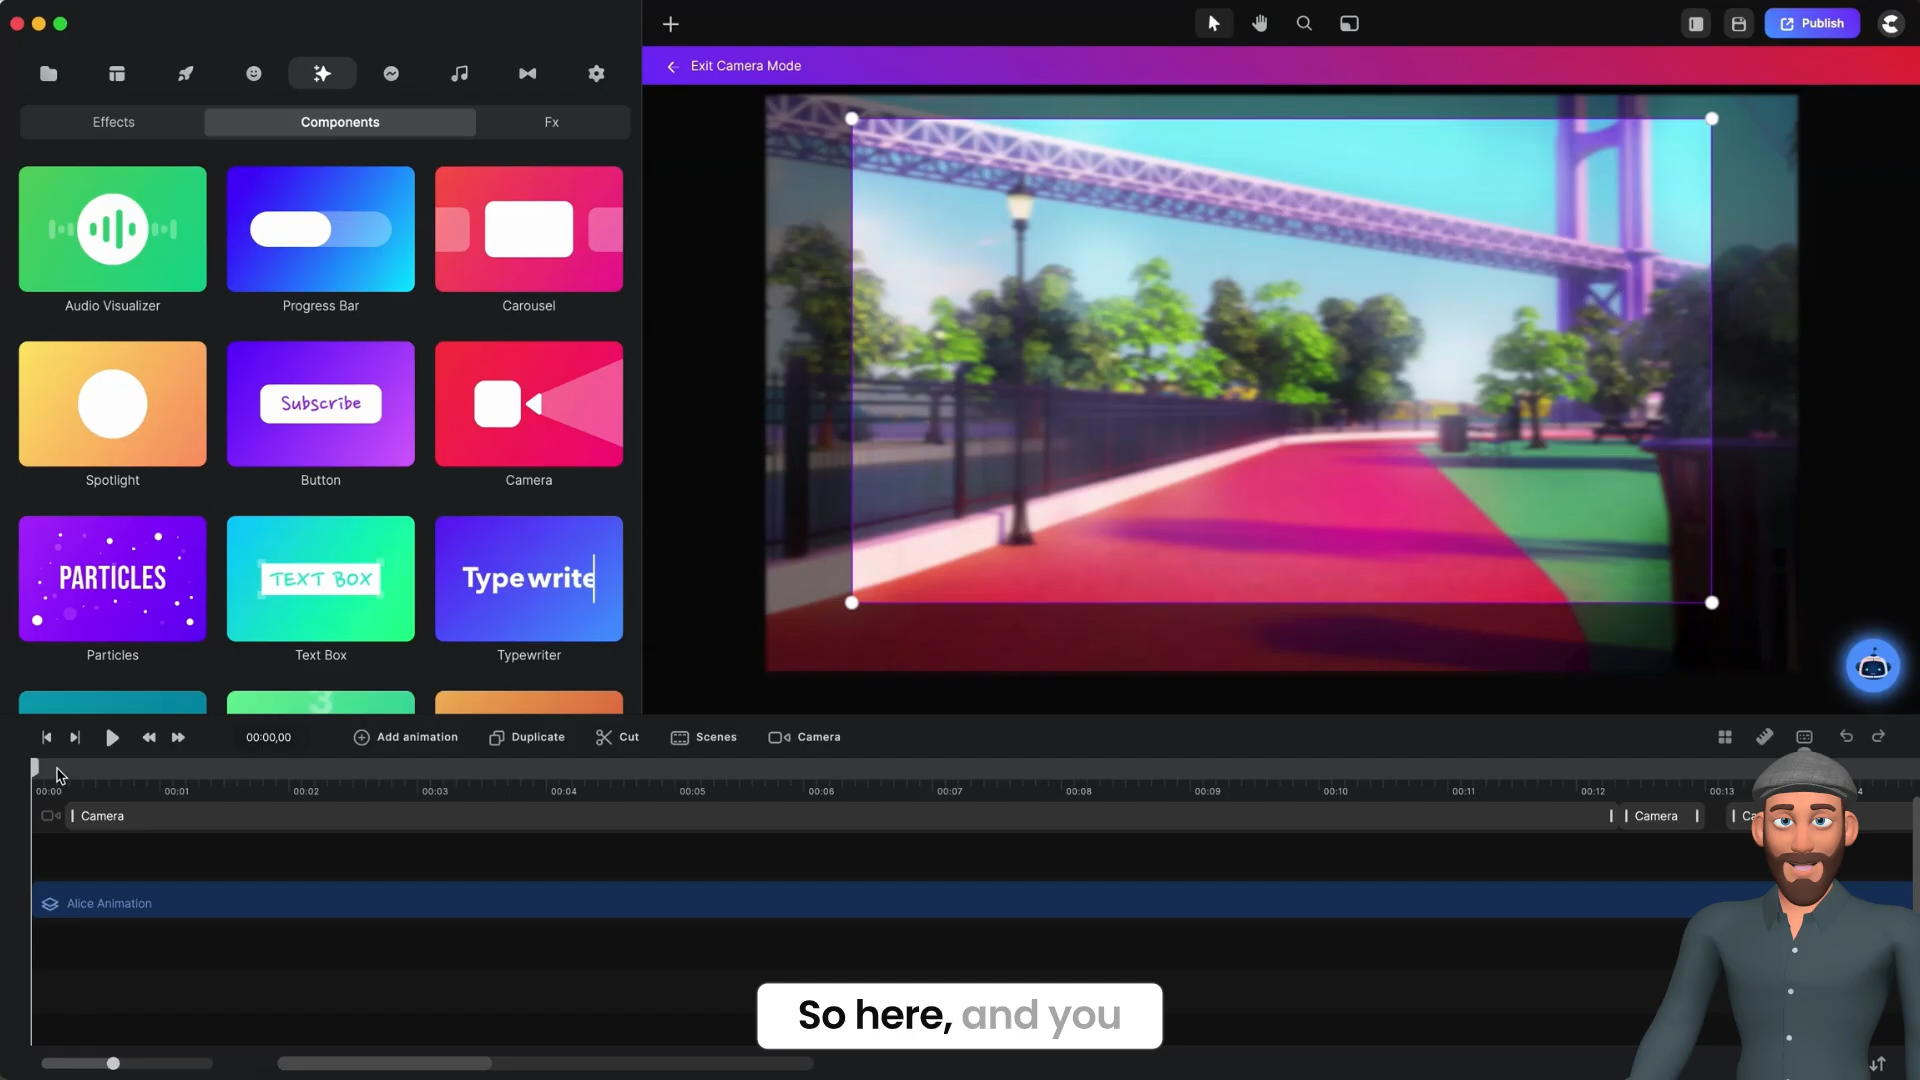 Publish
Exit Camera Mode
Effects
Components
Fx
Audio Visualizer
Progress Bar
Carousel
Subscribe
Spotlight
Button
Camera
PARTICLES
TEXT BOX
Typewrite
Particles
Text Box
Typewriter
3
00:00,00
Add animation
Duplicate
Cut
Scenes
Camera
00:00
00:01
00:02
00:03
00:04
00:05
00:06
00:07
00:08
00:09
00:10
00:11
00:12
00:13
4
Camera
Camera
Ca
Alice Animation
So here, and you